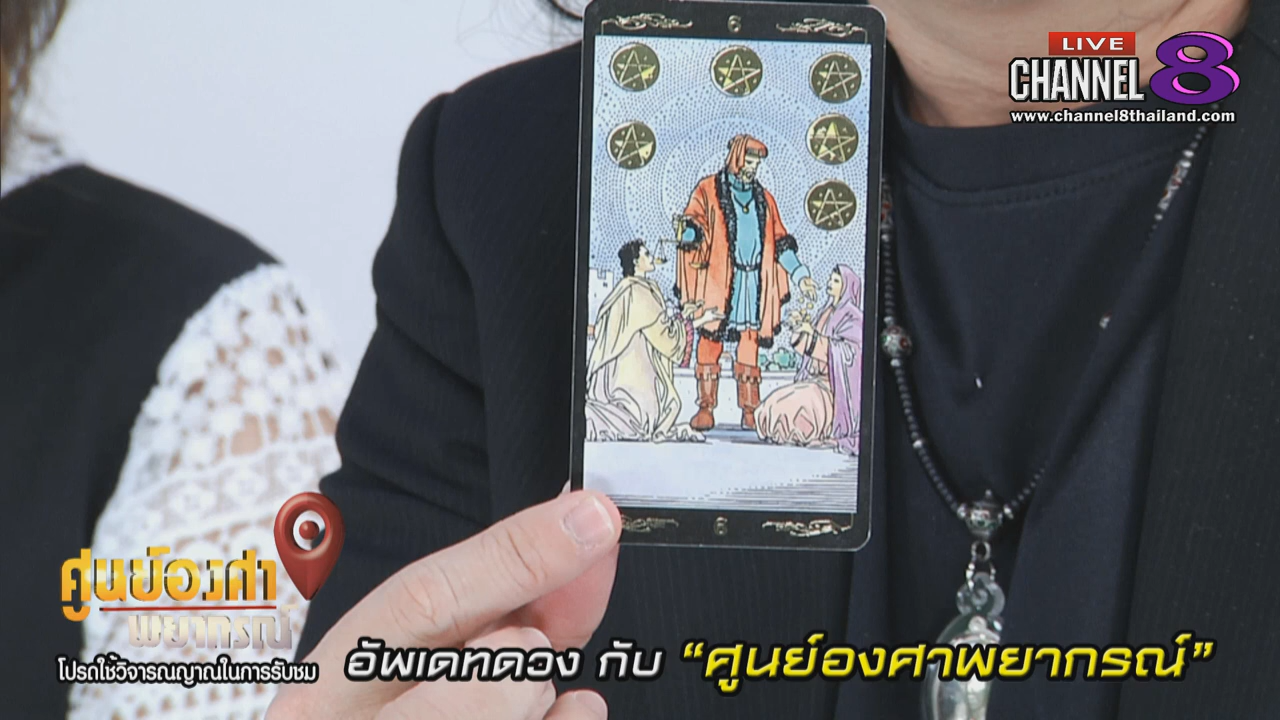 6
LIVE
CHANNEL 8
www.channel8thailand.com
6
ศูนย์องศา
พยากรณ์
โปรดใช้วิจารณญาณในการรับชม
อัพเดทดวง กับ “ศูนย์องศาพยากรณ์”